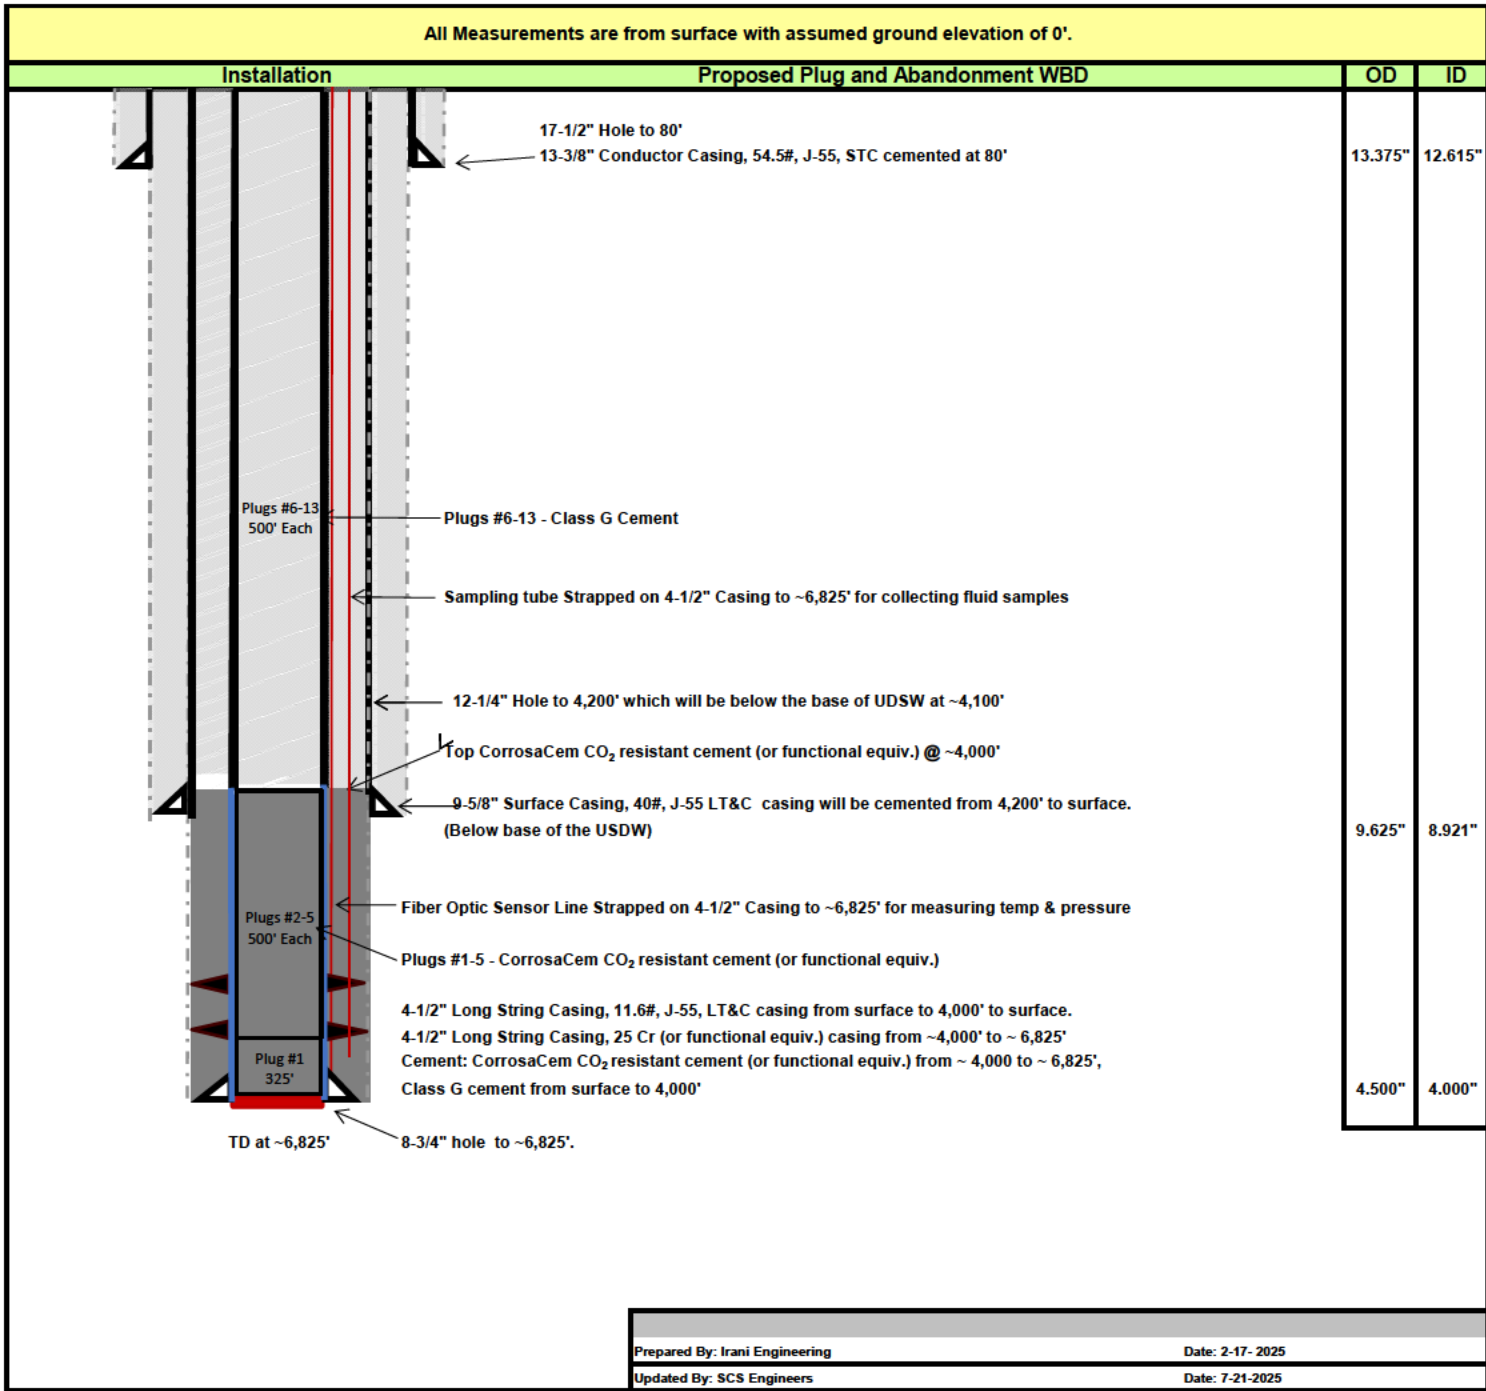 All Measurements are from surface with assumed ground elevation of 0'.
Installation Proposed Plug and Abandonment WBD OD ID
17-1/2" Hole to 80'
13-3/8" Conductor Casing, 54.5#, J-55, STC cemented at 80' 13.375" 12.615"
Plugs #6-13
500' Each
Plugs #6-13 - Class G Cement
Sampling tube Strapped on 4-1/2" Casing to ~6,825' for collecting fluid samples
12-1/4" Hole to 4,200' which will be below the base of UDSW at ~4,100'
Top CorrosaCem CO₂ resistant cement (or functional equiv.) @ ~4,000'
9-5/8" Surface Casing, 40#, J-55 LT&C casing will be cemented from 4,200' to surface.
(Below base of the USDW) 9.625" 8.921"
Plugs #2-5
500' Each
Fiber Optic Sensor Line Strapped on 4-1/2" Casing to ~6,825' for measuring temp & pressure
Plugs #1-5 - CorrosaCem CO₂ resistant cement (or functional equiv.)
4-1/2" Long String Casing, 11.6#, J-55, LT&C casing from surface to 4,000' to surface.
4-1/2" Long String Casing, 25 Cr (or functional equiv.) casing from ~4,000' to ~ 6,825'
Plug #1
325'
Cement: CorrosaCem CO₂ resistant cement (or functional equiv.) from ~ 4,000 to ~ 6,825',
Class G cement from surface to 4,000' 4.500" 4.000"
TD at ~6,825' 8-3/4" hole to ~6,825'.
Prepared By: Irani Engineering Date: 2-17- 2025
Updated By: SCS Engineers Date: 7-21-2025